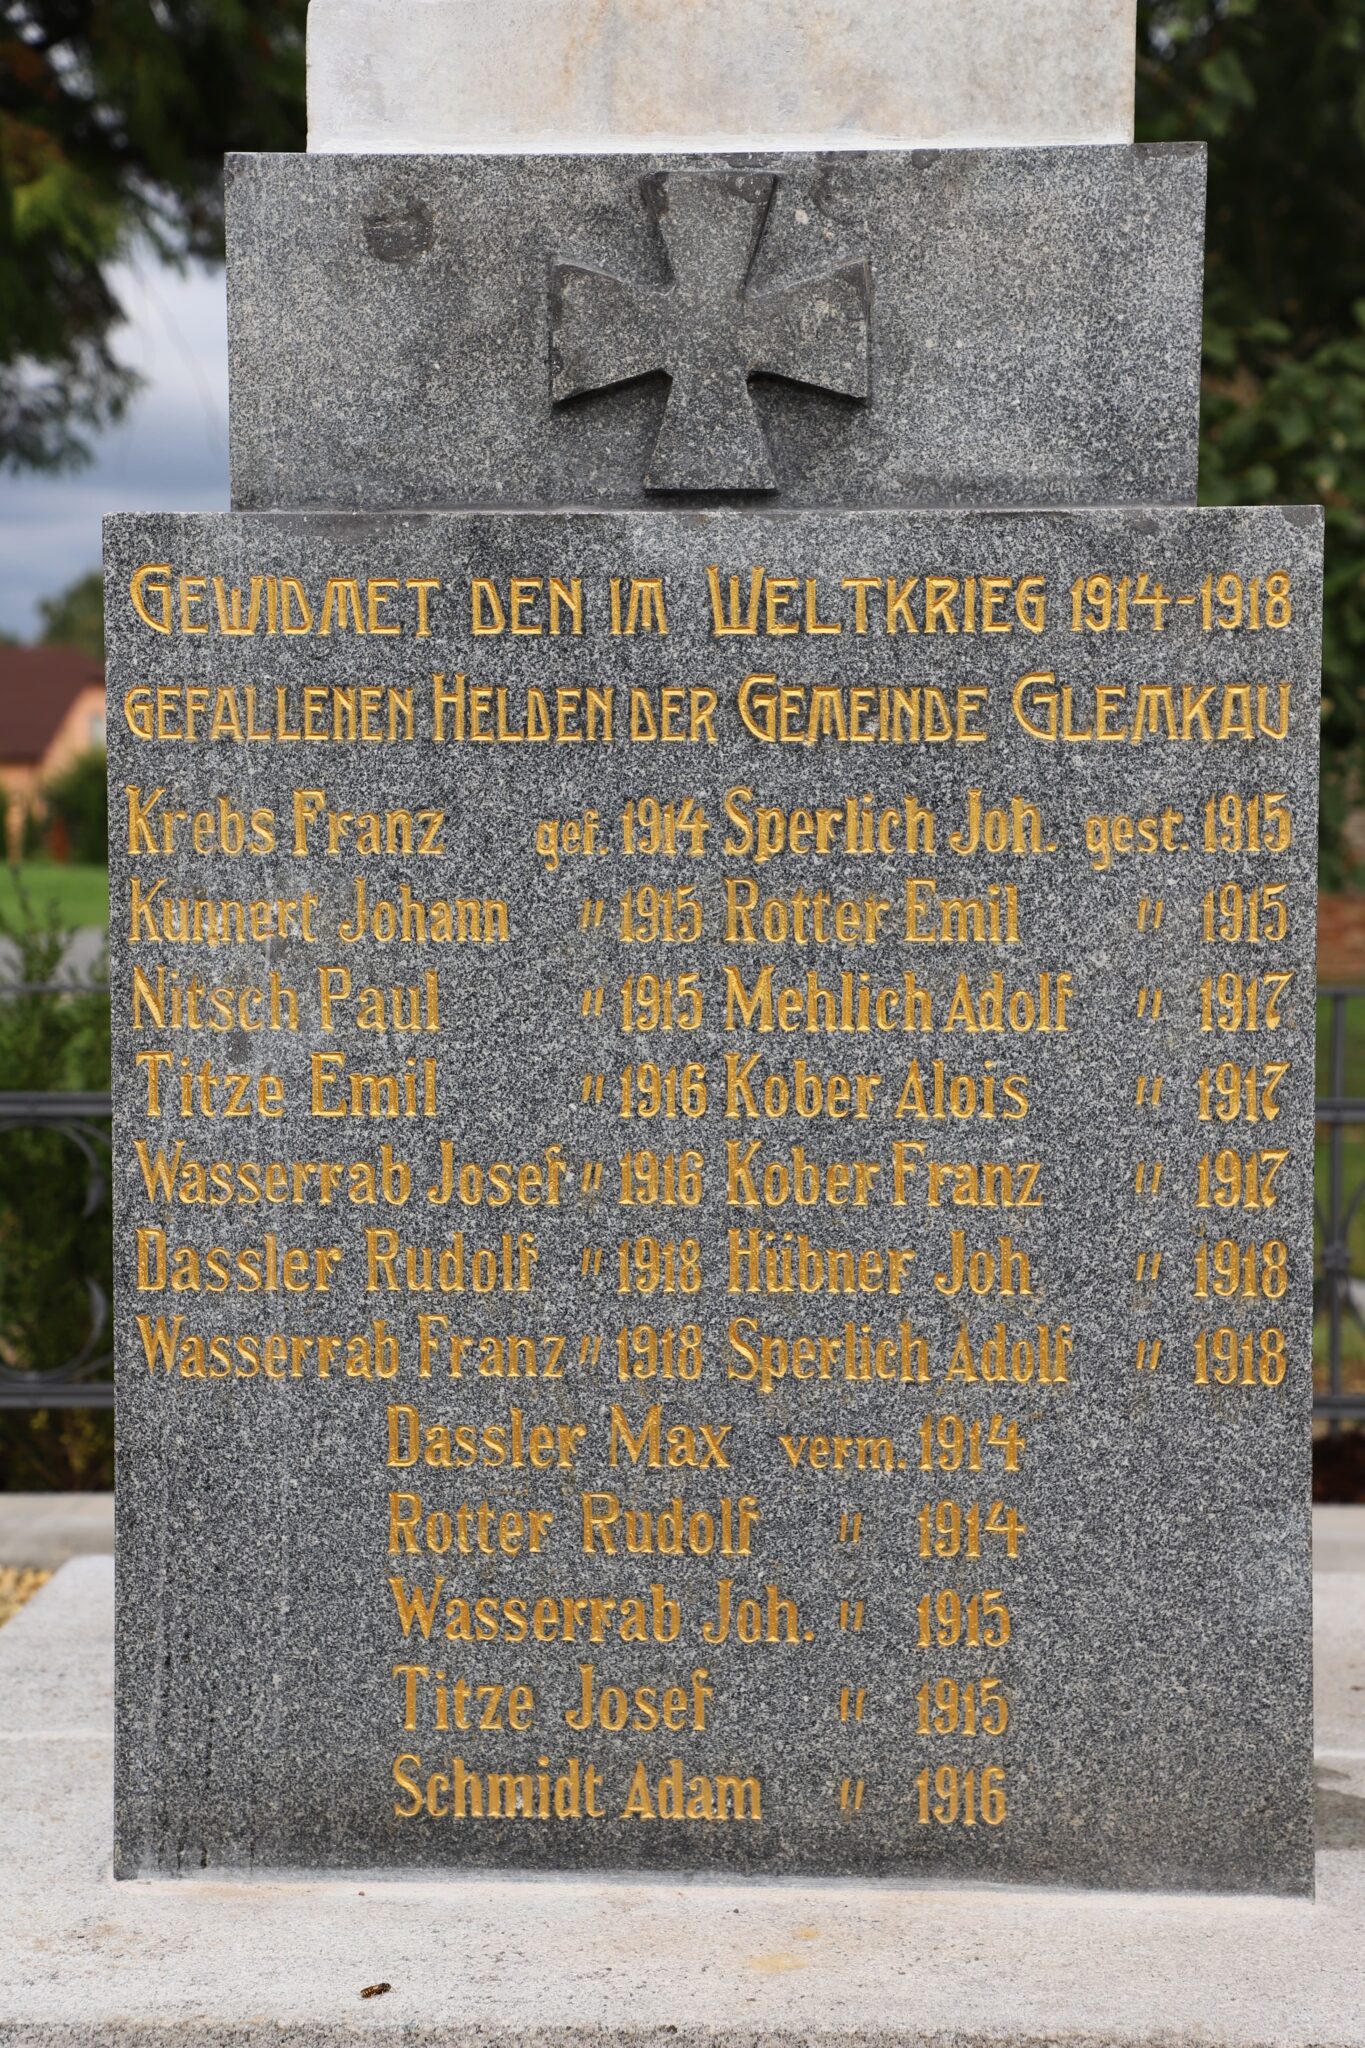 GEWIDMET DEN IM WELTKRIEG 1914-1918
GEFALLENEN HELDEN DER GEMEINDE GLEMKAU
Krebs Franz gef. 1914 Sperlich Joh. gest. 1915
Kunnert Johann " 1915 Rotter Emil " 1915
Nitsch Paul " 1915 Mehlich Adolf " 1917
Titze Emil " 1916 Kober Alois " 1917
Wasserrab Josef " 1916 Kober Franz " 1917
Dassler Rudolf " 1918 Hübner Joh. " 1918
Wasserrab Franz " 1918 Sperlich Adolf " 1918
Dassler Max verm. 1914
Rotter Rudolf " 1914
Wasserrab Joh. " 1915
Titze Josef " 1915
Schmidt Adam " 1916